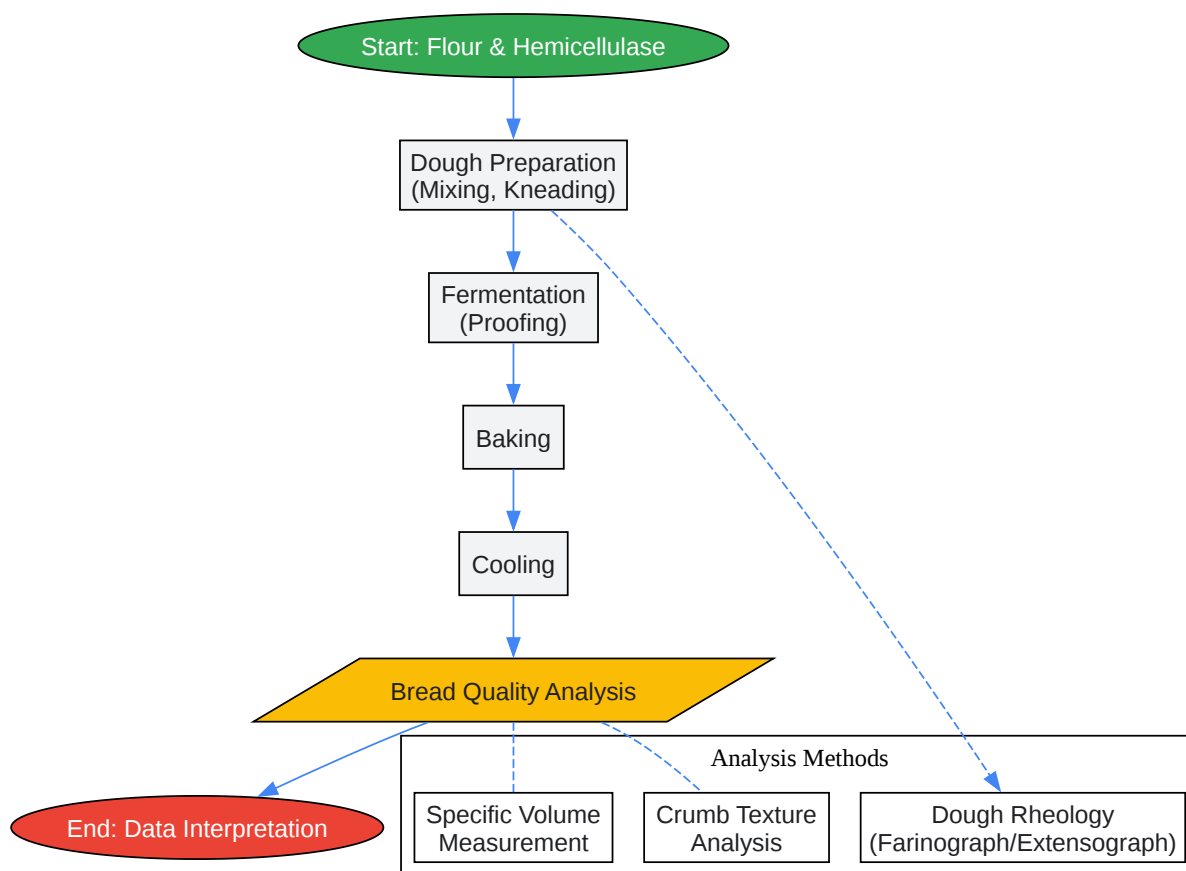 Start: Flour & Hemicellulase
Dough Preparation
(Mixing, Kneading)
Fermentation
(Proofing)
Baking
Cooling
Bread Quality Analysis
Analysis Methods
End: Data Interpretation
Specific Volume
Measurement
Crumb Texture
Analysis
Dough Rheology
(Farinograph/Extensograph)